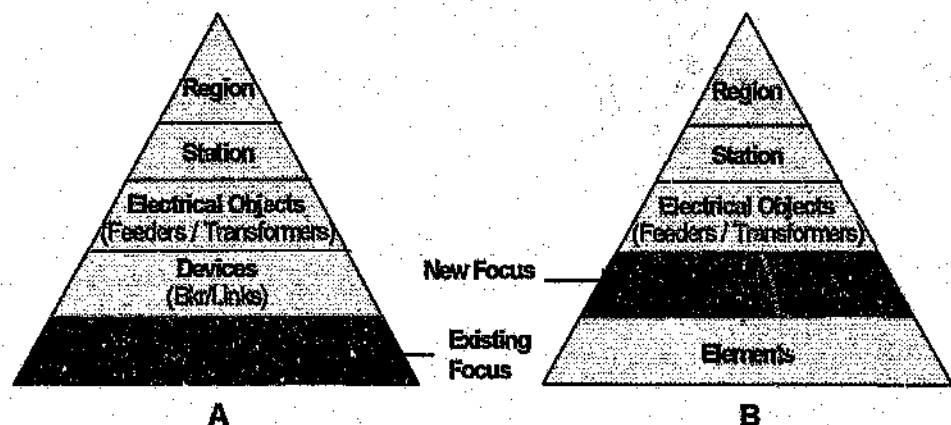 Region
Station
Electrical Objects
(Feeders / Transformers)
Devices
(Bkr/Links)
A
Region
Station
Electrical Objects
(Feeders / Transformers)
Elements
B
New Focus
Existing
Focus